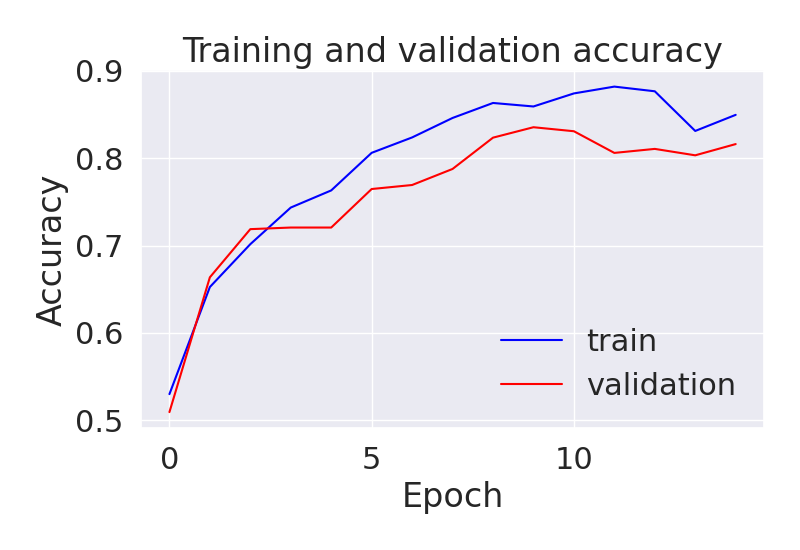 Training and validation accuracy
0.9
0.8
0.7
0.6
0.5
Accuracy
train
validation
0 5 10
Epoch